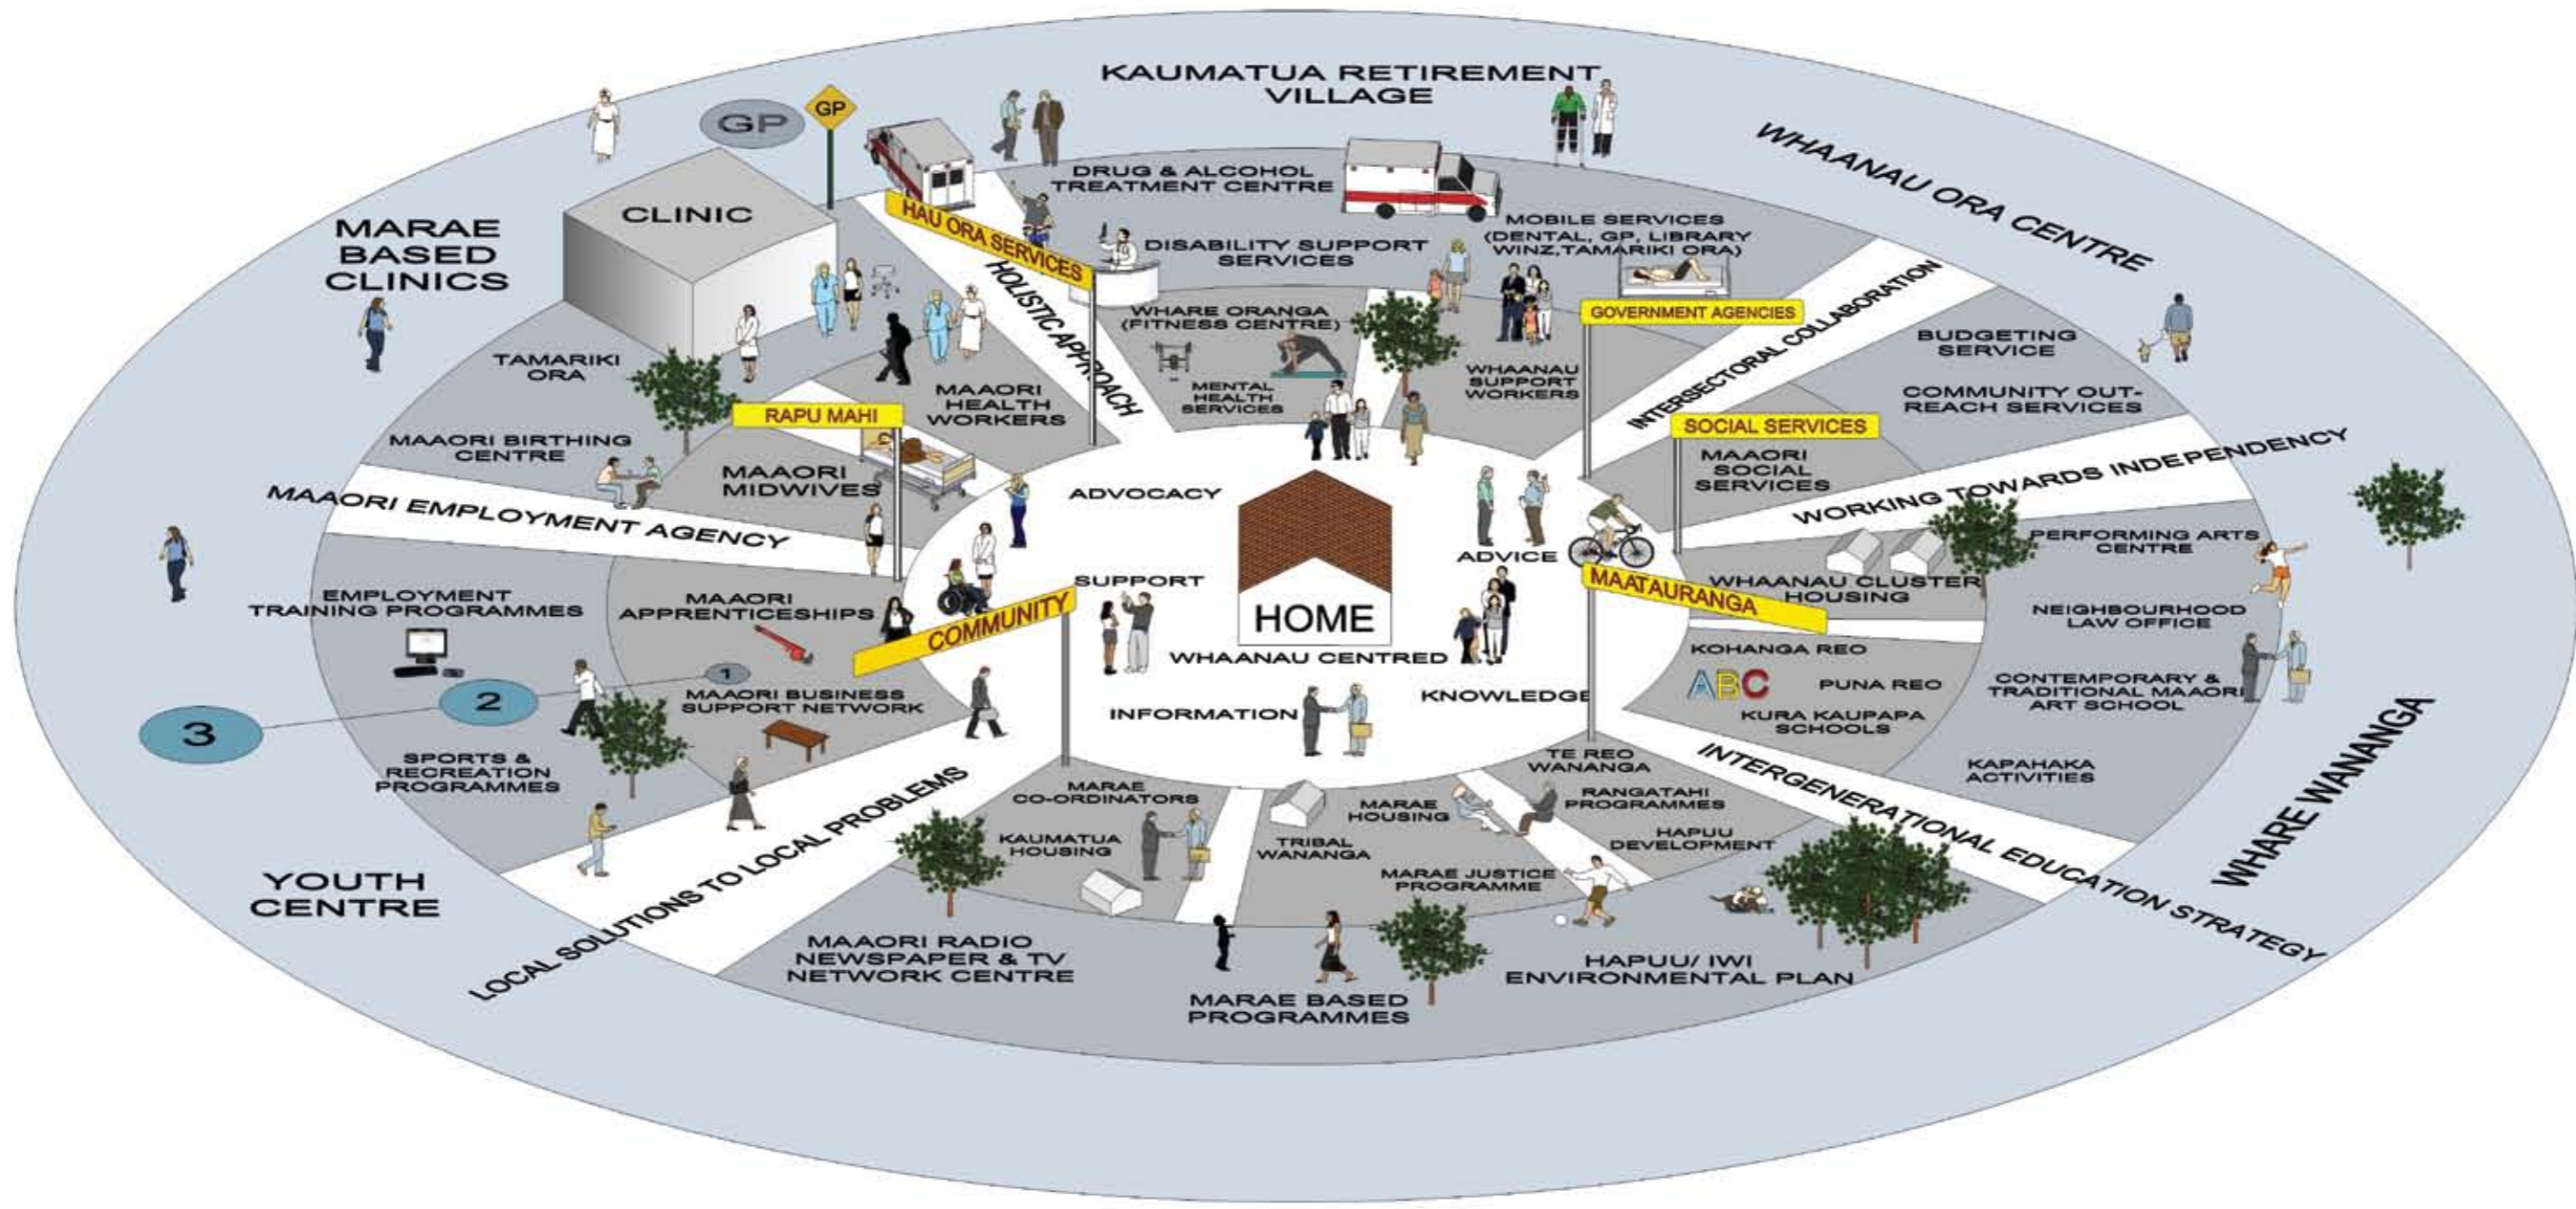 KAUMATUA RETIREMENT
VILLAGE
GP
GP
WHAANAU ORA CENTRE
MARAE
BASED
CLINICS
CLINIC
HAU ORA SERVICES
HOLISTIC APPROACH
DRUG & ALCOHOL
TREATMENT CENTRE
DISABILITY SUPPORT
SERVICES
MOBILE SERVICES
(DENTAL, GP, LIBRARY
WINZ,TAMARIKI ORA)
WHARE ORANGA
(FITNESS CENTRE)
MENTAL
HEALTH
SERVICES
WHAANAU
SUPPORT
WORKERS
GOVERNMENT AGENCIES
INTERSECTORAL COLLABORATION
BUDGETING
SERVICE
COMMUNITY OUT-
REACH SERVICES
SOCIAL SERVICES
MAAORI
SOCIAL
SERVICES
WORKING TOWARDS INDEPENDENCY
TAMARIKI
ORA
MAAORI BIRTHING
CENTRE
RAPU MAHI
MAAORI
HEALTH
WORKERS
MAAORI
MIDWIVES
MAAORI EMPLOYMENT AGENCY
EMPLOYMENT
TRAINING PROGRAMMES
MAAORI
APPRENTICESHIPS
1
2
3
MAAORI BUSINESS
SUPPORT NETWORK
SPORTS &
RECREATION
PROGRAMMES
YOUTH
CENTRE
COMMUNITY
LOCAL SOLUTIONS TO LOCAL PROBLEMS
ADVOCACY
SUPPORT
ADVICE
HOME
WHAANAU CENTRED
INFORMATION
KNOWLEDGE
MAATAURANGA
PERFORMING ARTS
CENTRE
WHAANAU CLUSTER
HOUSING
NEIGHBOURHOOD
LAW OFFICE
KOHANGA REO
ABC
PUNA REO
KURA KAUPAPA
SCHOOLS
CONTEMPORARY &
TRADITIONAL MAAORI
ART SCHOOL
KAPAHAKA
ACTIVITIES
WHARE WANANGA
INTERGENERATIONAL EDUCATION STRATEGY
TE REO
WANANGA
RANGATAHI
PROGRAMMES
HAPUU
DEVELOPMENT
MARAE
CO-ORDINATORS
KAUMATUA
HOUSING
MARAE
HOUSING
TRIBAL
WANANGA
MARAE JUSTICE
PROGRAMME
MAAORI RADIO
NEWSPAPER & TV
NETWORK CENTRE
MARAE BASED
PROGRAMMES
HAPUU/ IWI
ENVIRONMENTAL PLAN